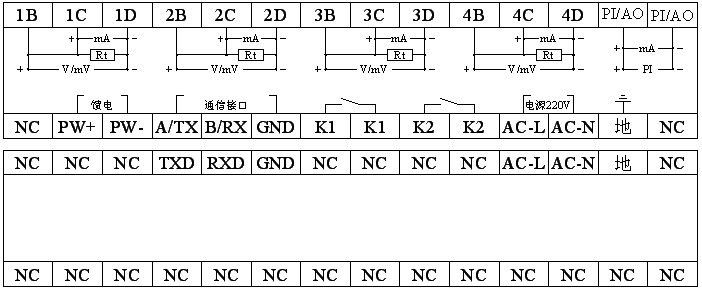 1B 1C 1D 2B 2C 2D 3B 3C 3D 4B 4C 4D PI/AO PI/AO
+ mA − + mA − + mA − + mA − + mA −
Rt Rt Rt Rt
+ V/mV − + V/mV − + V/mV − + V/mV − + PI −
馈电 通信接口 电源220V
NC PW+ PW- A/TX B/RX GND K1 K1 K2 K2 AC-L AC-N 地 NC
NC NC NC TXD RXD GND NC NC NC NC AC-L AC-N 地 NC
NC NC NC NC NC NC NC NC NC NC NC NC NC NC